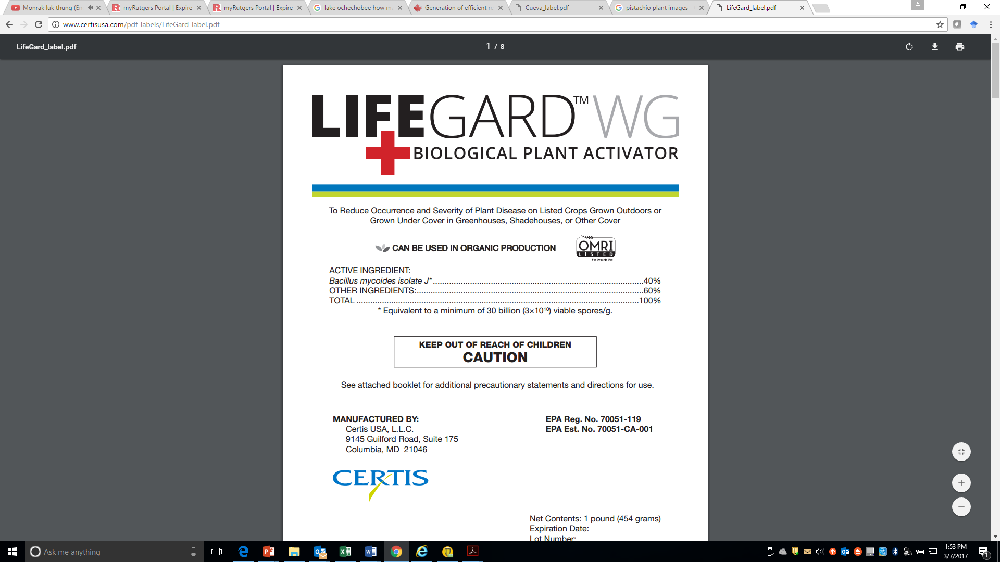 Monrak luk thung (En
myRutgers Portal | Expire
myRutgers Portal | Expire
lake ochechobee how ma
Generation of efficient re
Cueva_label.pdf
pistachio plant images -
LifeGard_label.pdf
www.certisusa.com/pdf-labels/LifeGard_label.pdf
LifeGard_label.pdf
1 / 8
LIFEGARD™ WG
BIOLOGICAL PLANT ACTIVATOR
To Reduce Occurrence and Severity of Plant Disease on Listed Crops Grown Outdoors or
Grown Under Cover in Greenhouses, Shadehouses, or Other Cover
CAN BE USED IN ORGANIC PRODUCTION
OMRI
LISTED
For Organic Use
ACTIVE INGREDIENT:
Bacillus mycoides isolate J*..........................................................................................40%
OTHER INGREDIENTS:..................................................................................................60%
TOTAL ..........................................................................................................................100%
* Equivalent to a minimum of 30 billion (3×10¹⁰) viable spores/g.
KEEP OUT OF REACH OF CHILDREN
CAUTION
See attached booklet for additional precautionary statements and directions for use.
MANUFACTURED BY:
Certis USA, L.L.C.
9145 Guilford Road, Suite 175
Columbia, MD 21046
EPA Reg. No. 70051-119
EPA Est. No. 70051-CA-001
CERTIS
Net Contents: 1 pound (454 grams)
Expiration Date:
Lot Number:
Ask me anything
1:53 PM
3/7/2017
1